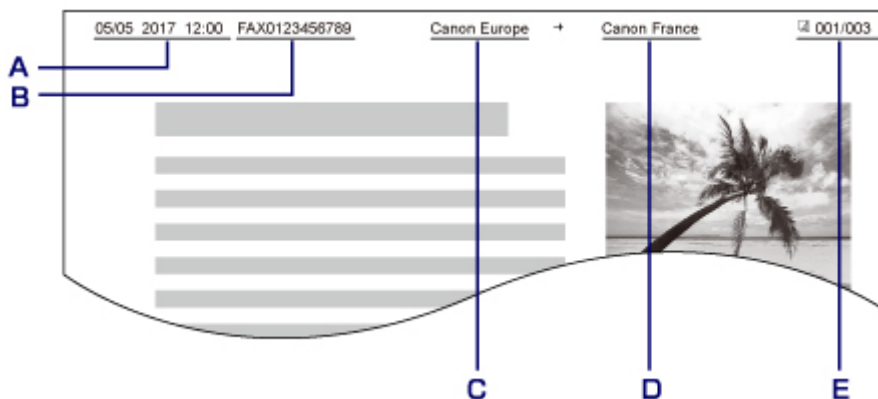 05/05 2017 12:00 FAX0123456789 Canon Europe → Canon France 001/003
A
B
C D E